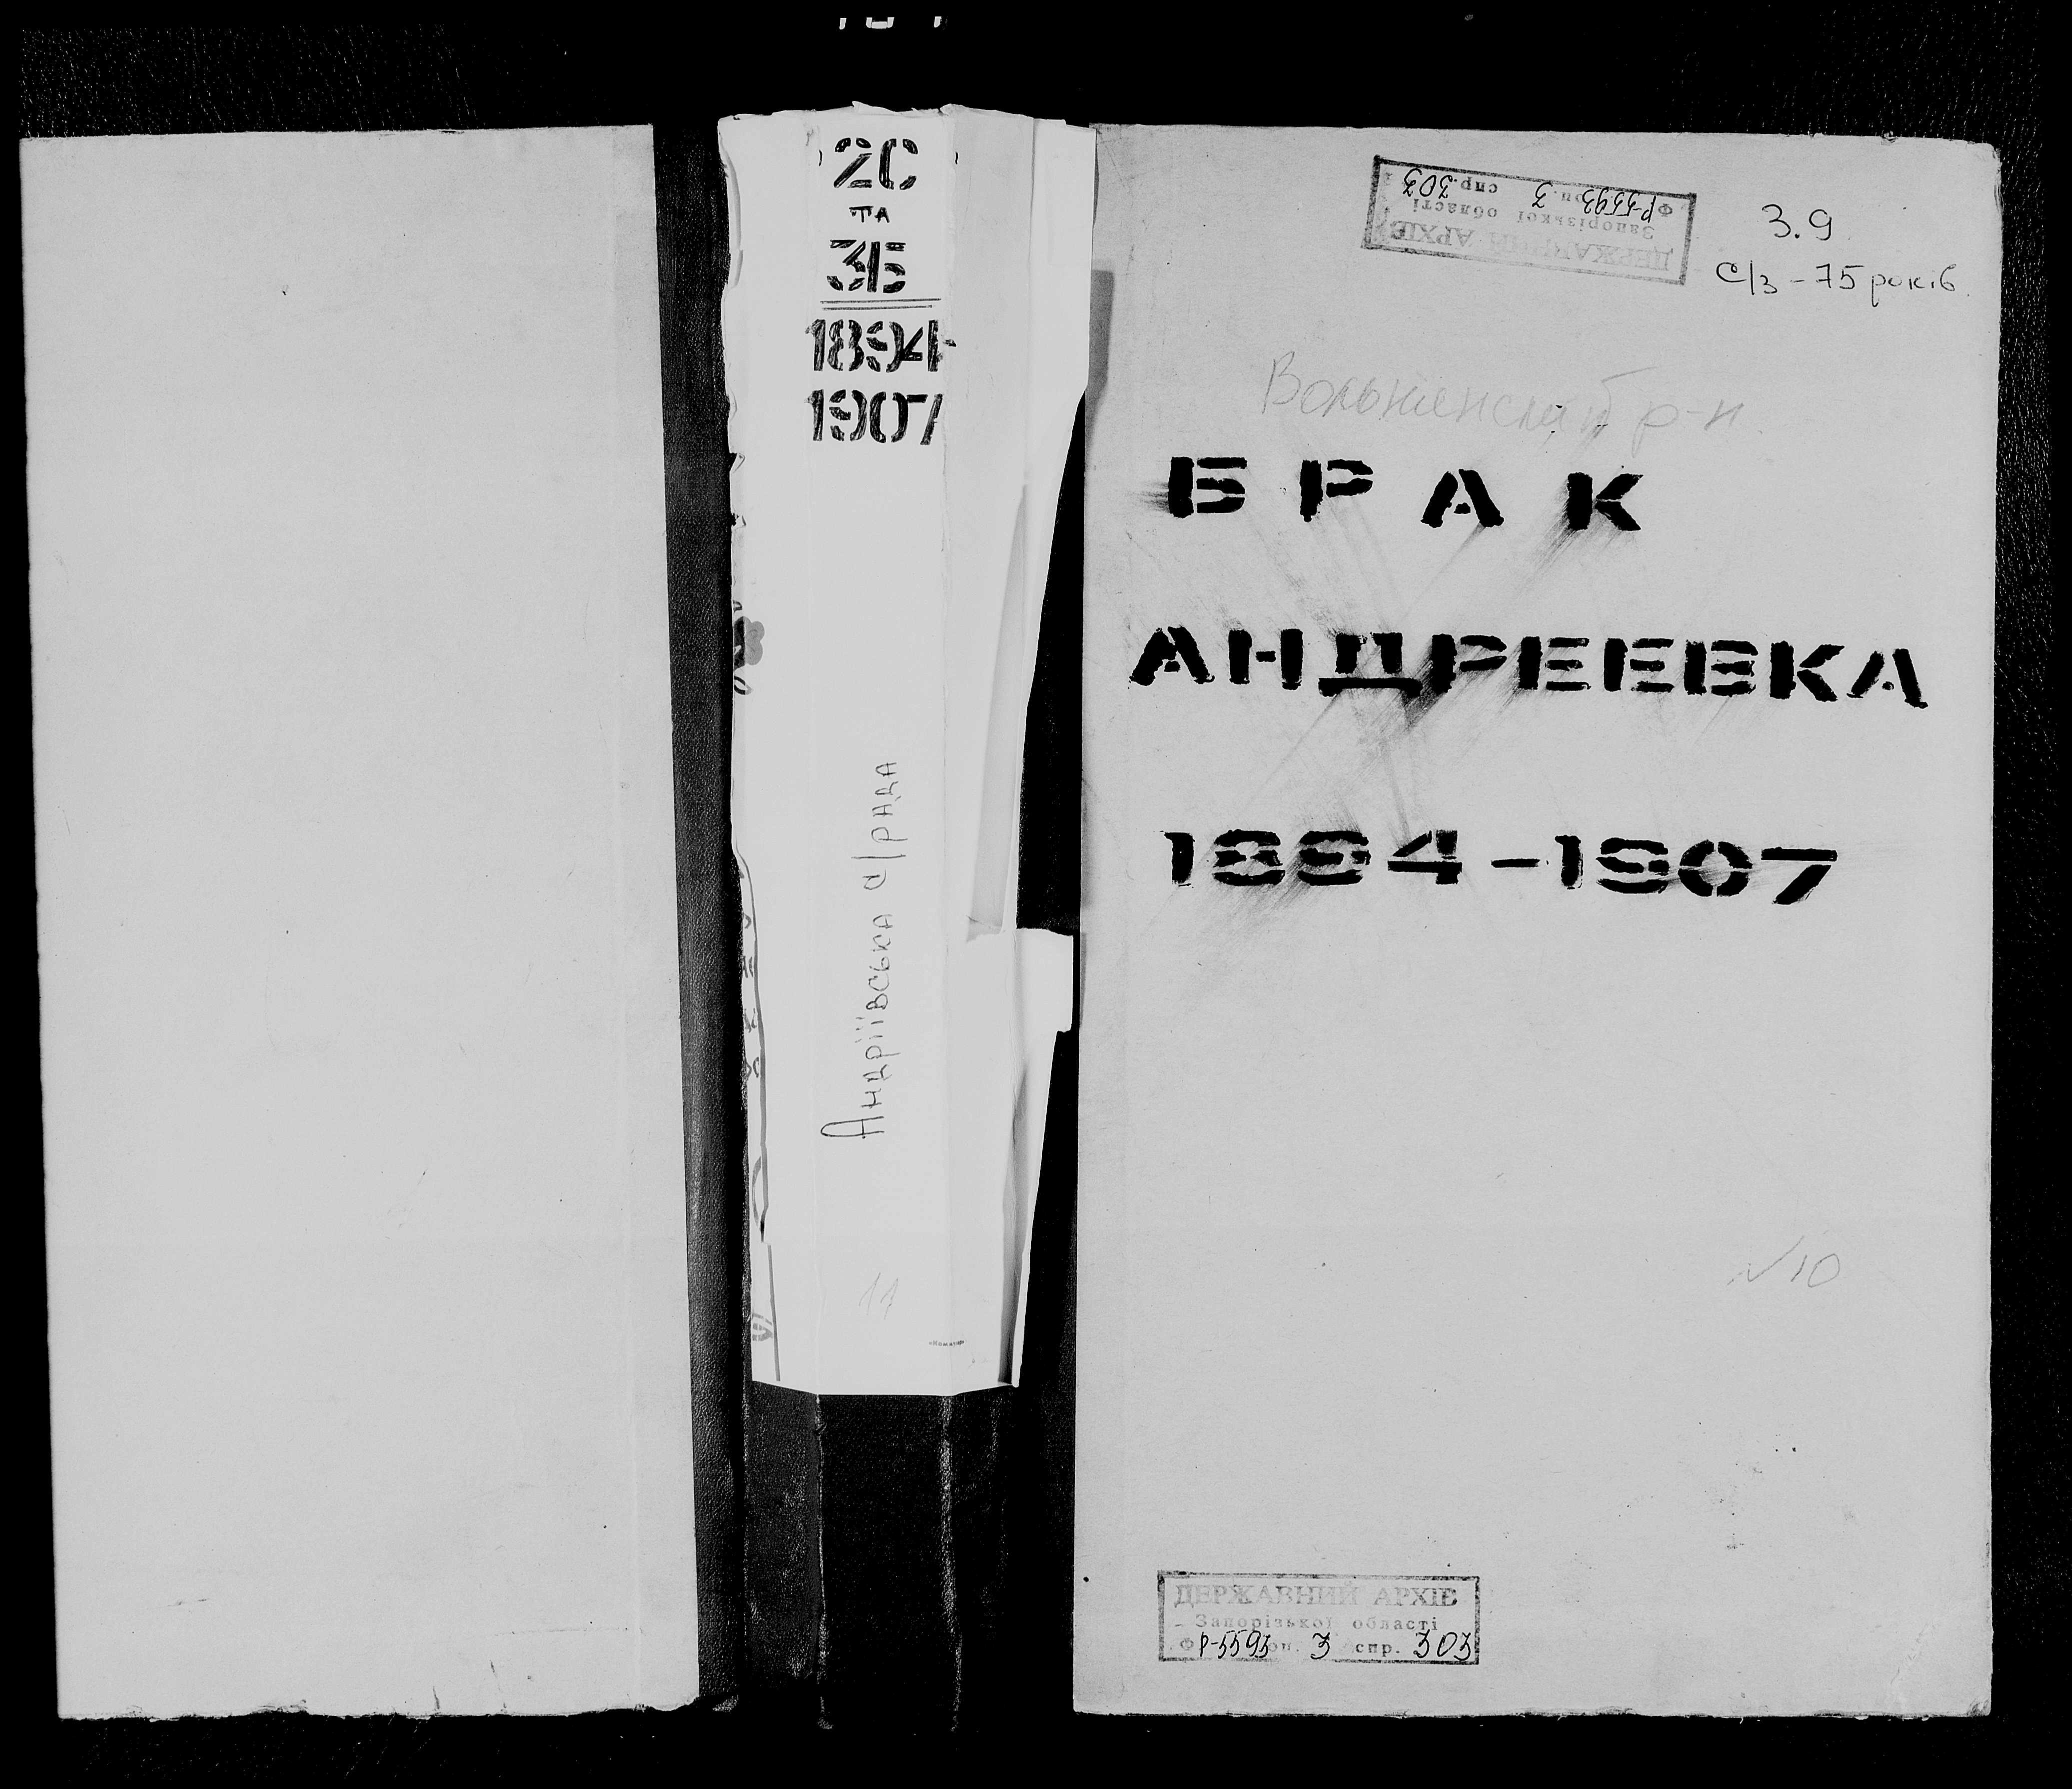 2С
ТА
3Б
1894-
1907
Андріївська с/рада
11
ДЕРЖАВНИЙ АРХІВ
Запорізької області
Ф. Р-5593 оп. 3 спр. 303
3.9
С/з - 75 років
р-н
БРАК
АНДРЕЕВКА
1894-1907
№10
ДЕРЖАВНИЙ АРХІВ
Запорізької області
Ф. Р-5593 оп. 3 спр. 303